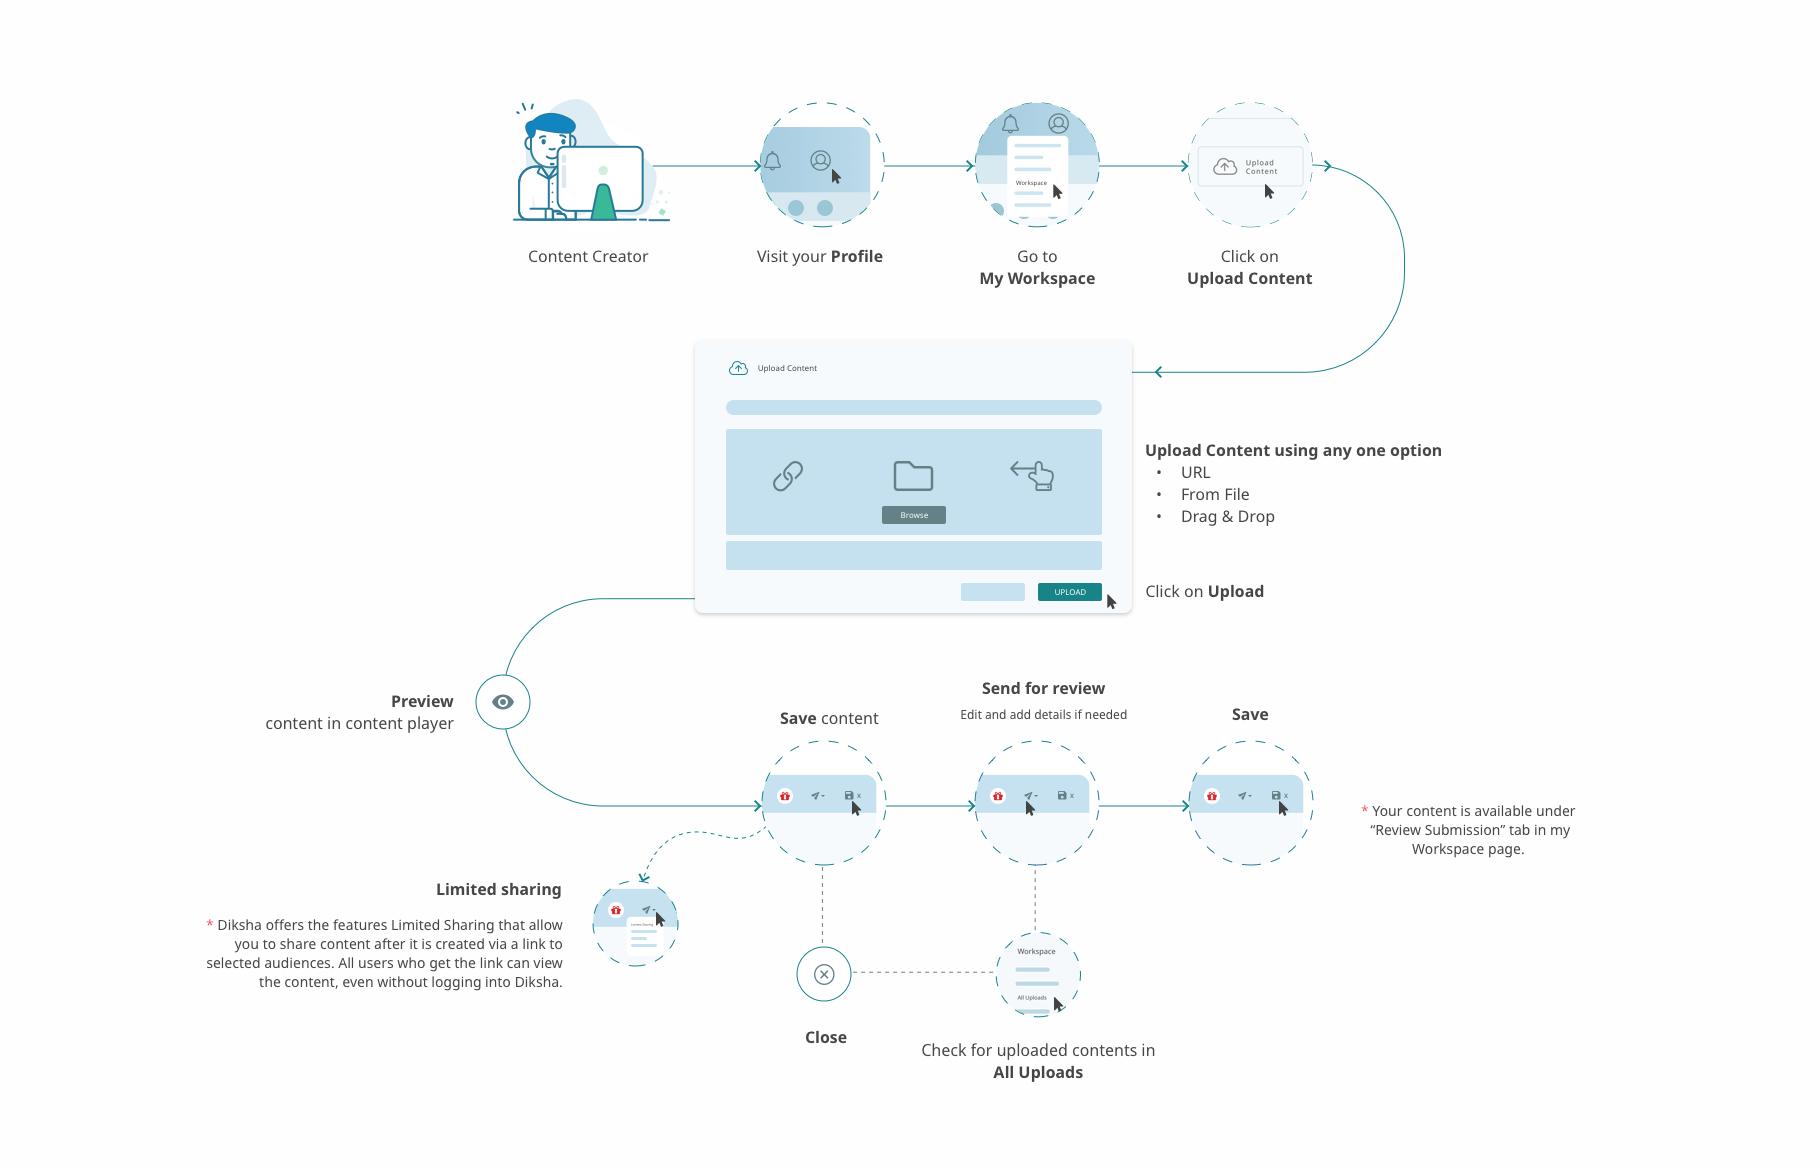 Workspace
Upload
Content
Content Creator
Visit your Profile
Go to
My Workspace
Click on
Upload Content
Upload Content
Browse
UPLOAD
Upload Content using any one option
• URL
• From File
• Drag & Drop
Click on Upload
Preview
content in content player
Save content
Send for review
Edit and add details if needed
Save
x
x
x
* Your content is available under
“Review Submission” tab in my
Workspace page.
Limited sharing
* Diksha offers the features Limited Sharing that allow
you to share content after it is created via a link to
selected audiences. All users who get the link can view
the content, even without logging into Diksha.
Limited Sharing
Close
Workspace
All Uploads
Check for uploaded contents in
All Uploads